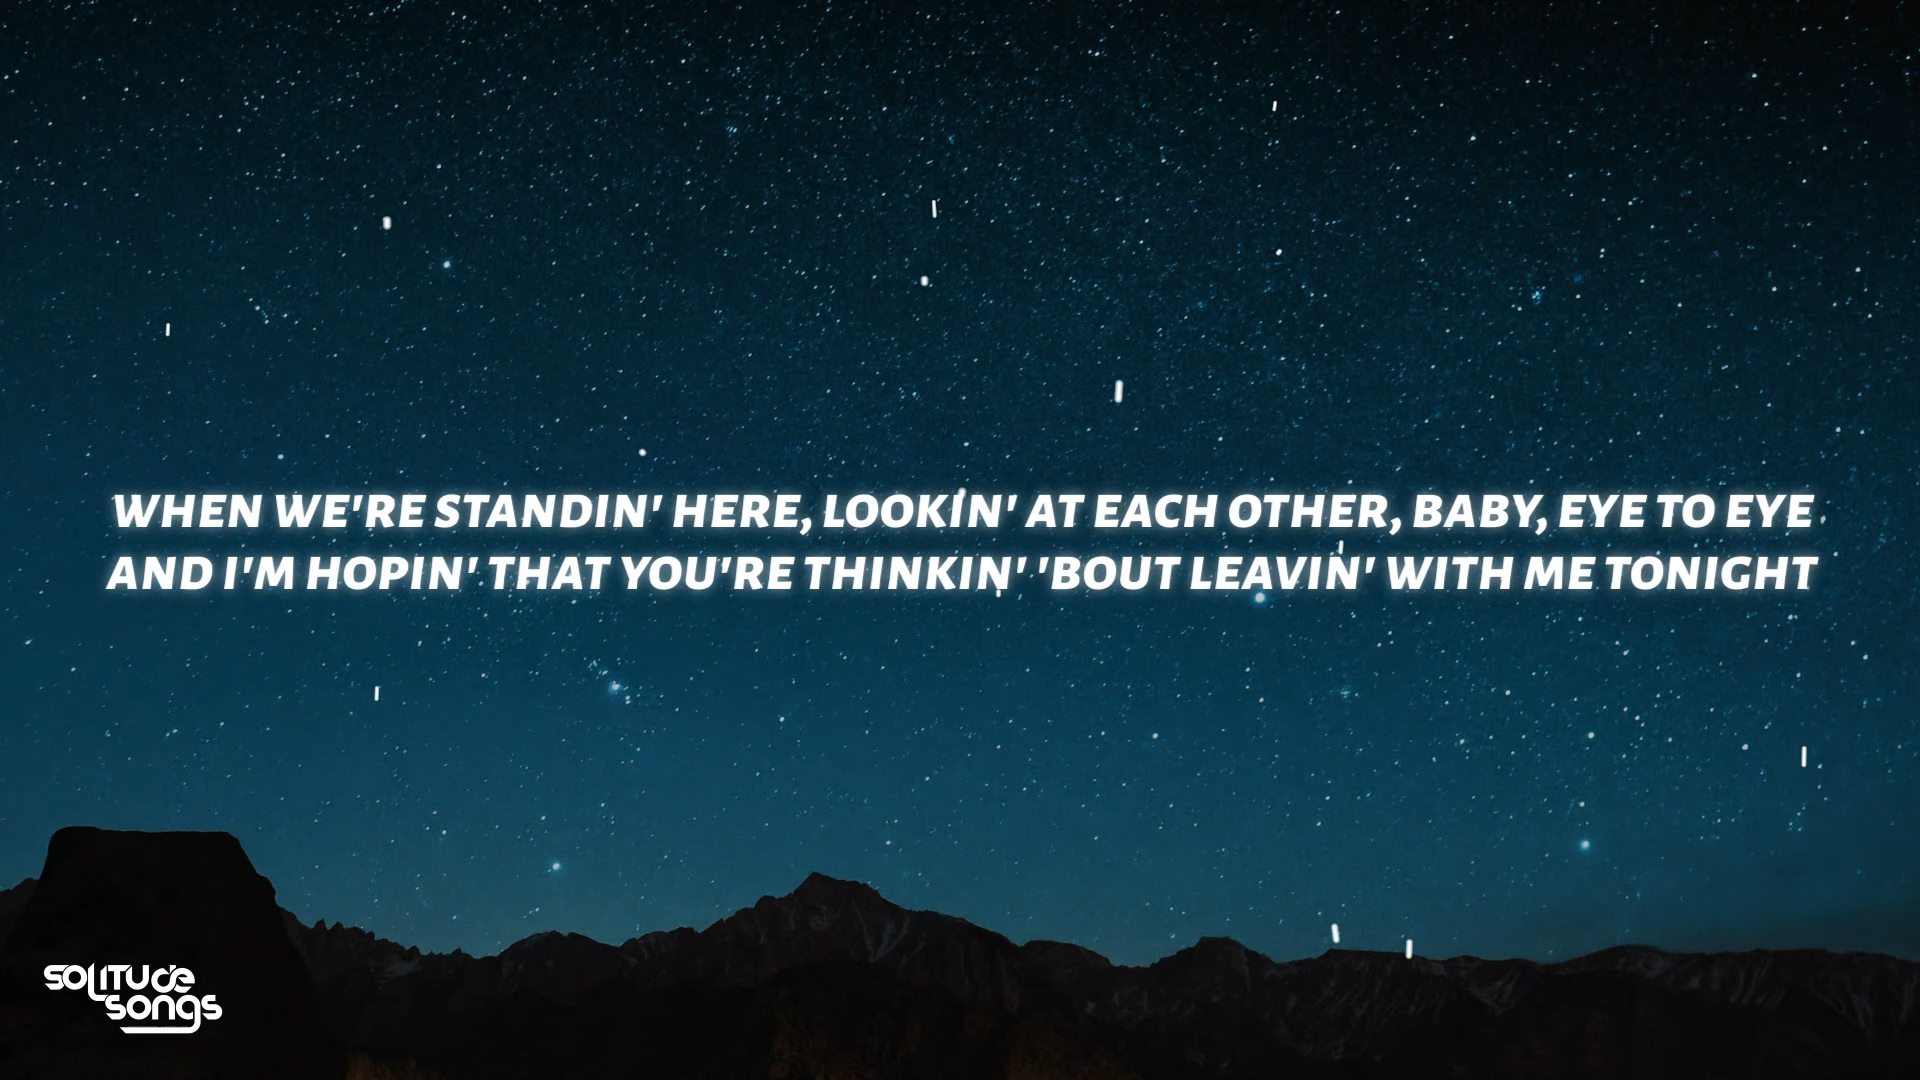 WHEN WE'RE STANDIN' HERE, LOOKIN' AT EACH OTHER, BABY, EYE TO EYE
AND I'M HOPIN' THAT YOU'RE THINKIN' 'BOUT LEAVIN' WITH ME TONIGHT
SOLITUDE
SONGS